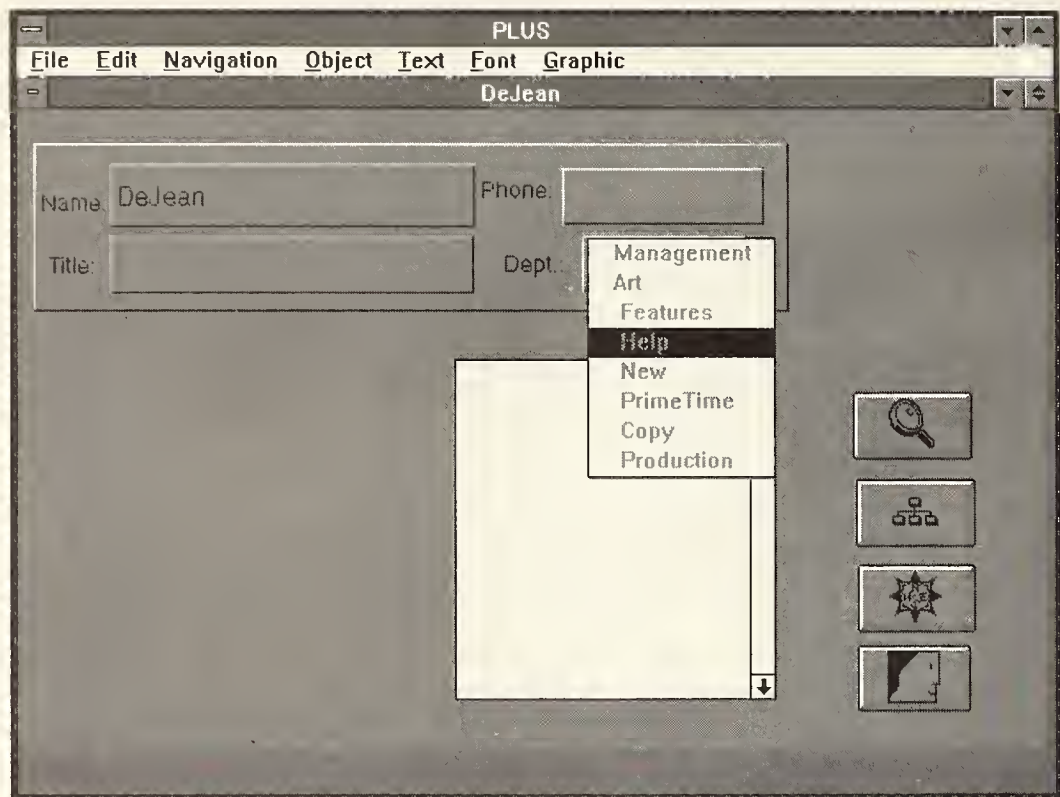 PLUS
File Edit Navigation Object Text Font Graphic
DeJean
Name: DeJean Phone:
Title: Dept.:
Management
Art
Features
Help
New
PrimeTime
Copy
Production